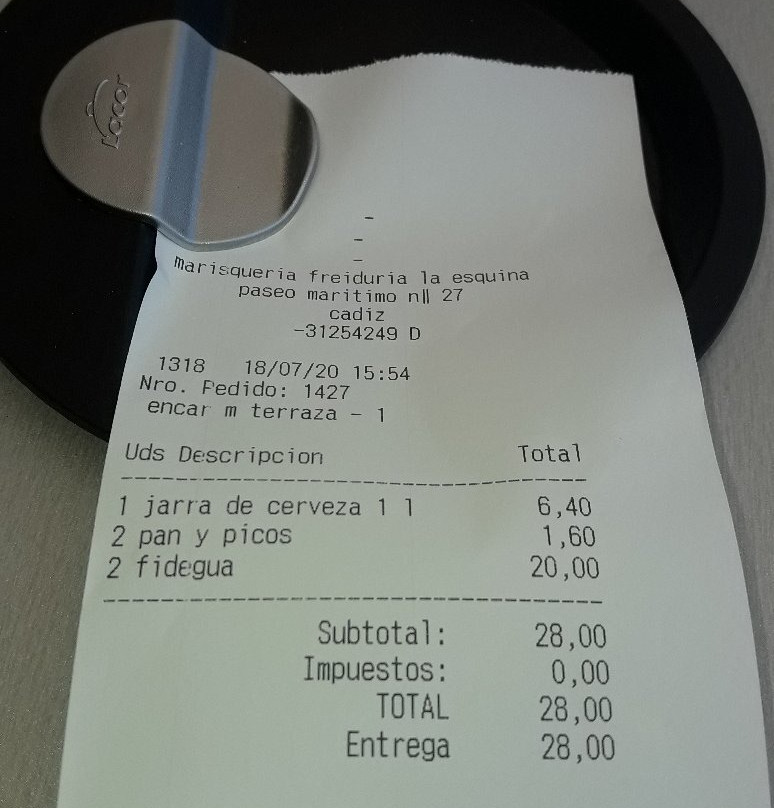 Lacor
-
-
-
marisqueria freiduria la esquina
paseo maritimo n‖ 27
cadiz
-31254249 D
1318 18/07/20 15:54
Nro. Pedido: 1427
encar m terraza - 1
Uds Descripcion Total
1 jarra de cerveza 1 l 6,40
2 pan y picos 1,60
2 fidegua 20,00
Subtotal: 28,00
Impuestos: 0,00
TOTAL 28,00
Entrega 28,00